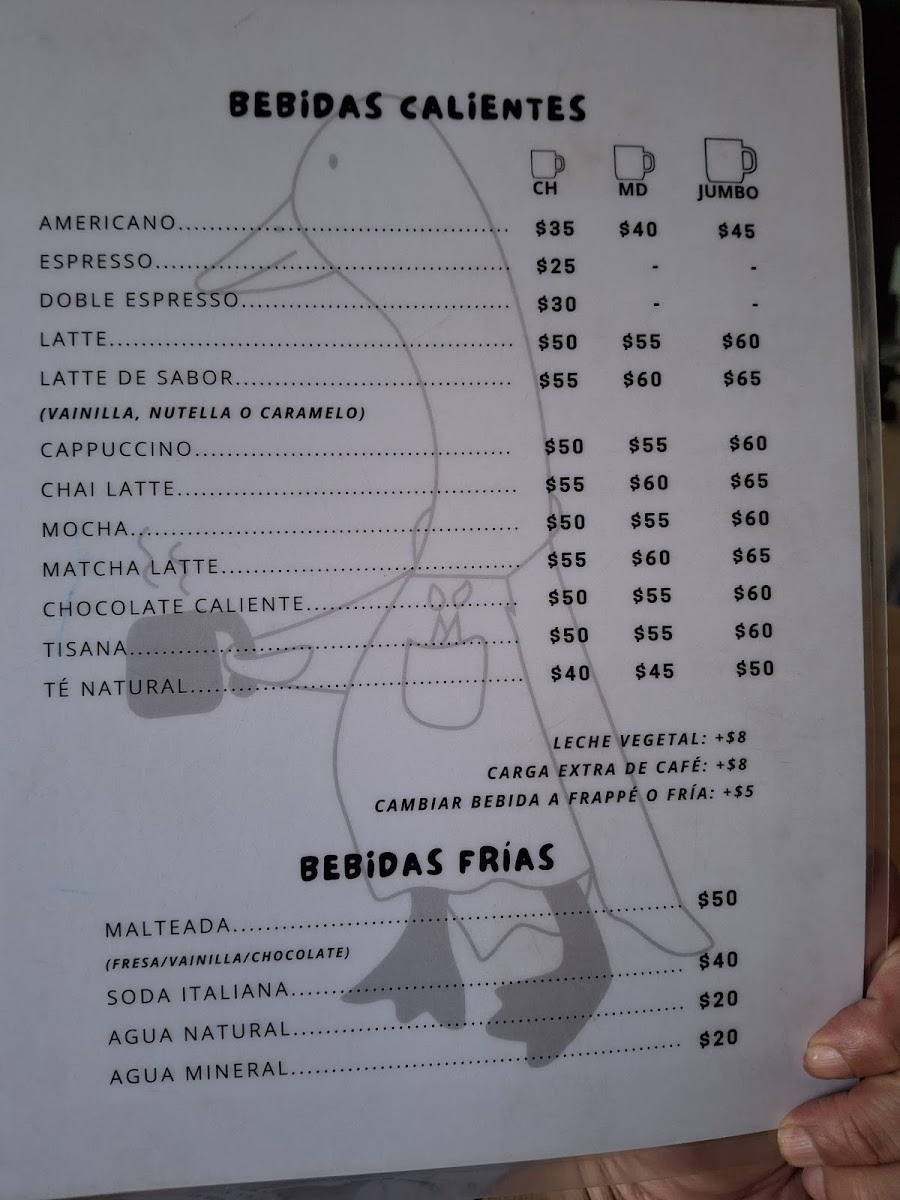 BEBIDAS CALIENTES
CH MD JUMBO
AMERICANO $35 $40 $45
ESPRESSO $25 - -
DOBLE ESPRESSO $30 - -
LATTE $50 $55 $60
LATTE DE SABOR $55 $60 $65
(VAINILLA, NUTELLA O CARAMELO)
CAPPUCCINO $50 $55 $60
CHAI LATTE $55 $60 $65
MOCHA $50 $55 $60
MATCHA LATTE $55 $60 $65
CHOCOLATE CALIENTE $50 $55 $60
TISANA $50 $55 $60
TÉ NATURAL $40 $45 $50
LECHE VEGETAL: +$8
CARGA EXTRA DE CAFÉ: +$8
CAMBIAR BEBIDA A FRAPPÉ O FRÍA: +$5
BEBIDAS FRÍAS
MALTEADA $50
(FRESA/VAINILLA/CHOCOLATE)
SODA ITALIANA $40
AGUA NATURAL $20
AGUA MINERAL $20